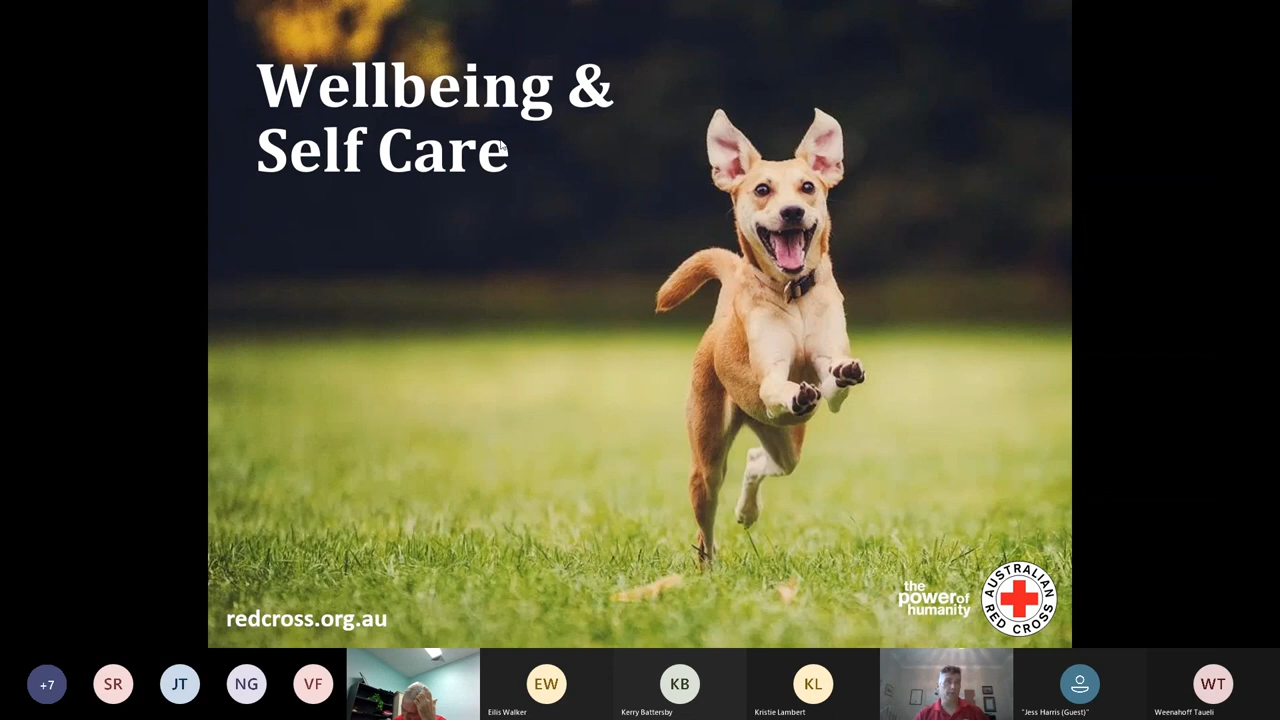 Wellbeing &
Self Care
the
power of
humanity
AUSTRALIAN
RED CROSS
redcross.org.au
+7
SR
JT
NG
VF
EW
Eilis Walker
KB
Kerry Battersby
KL
Kristie Lambert
"Jess Harris (Guest)"
WT
Weenahoff Taueli